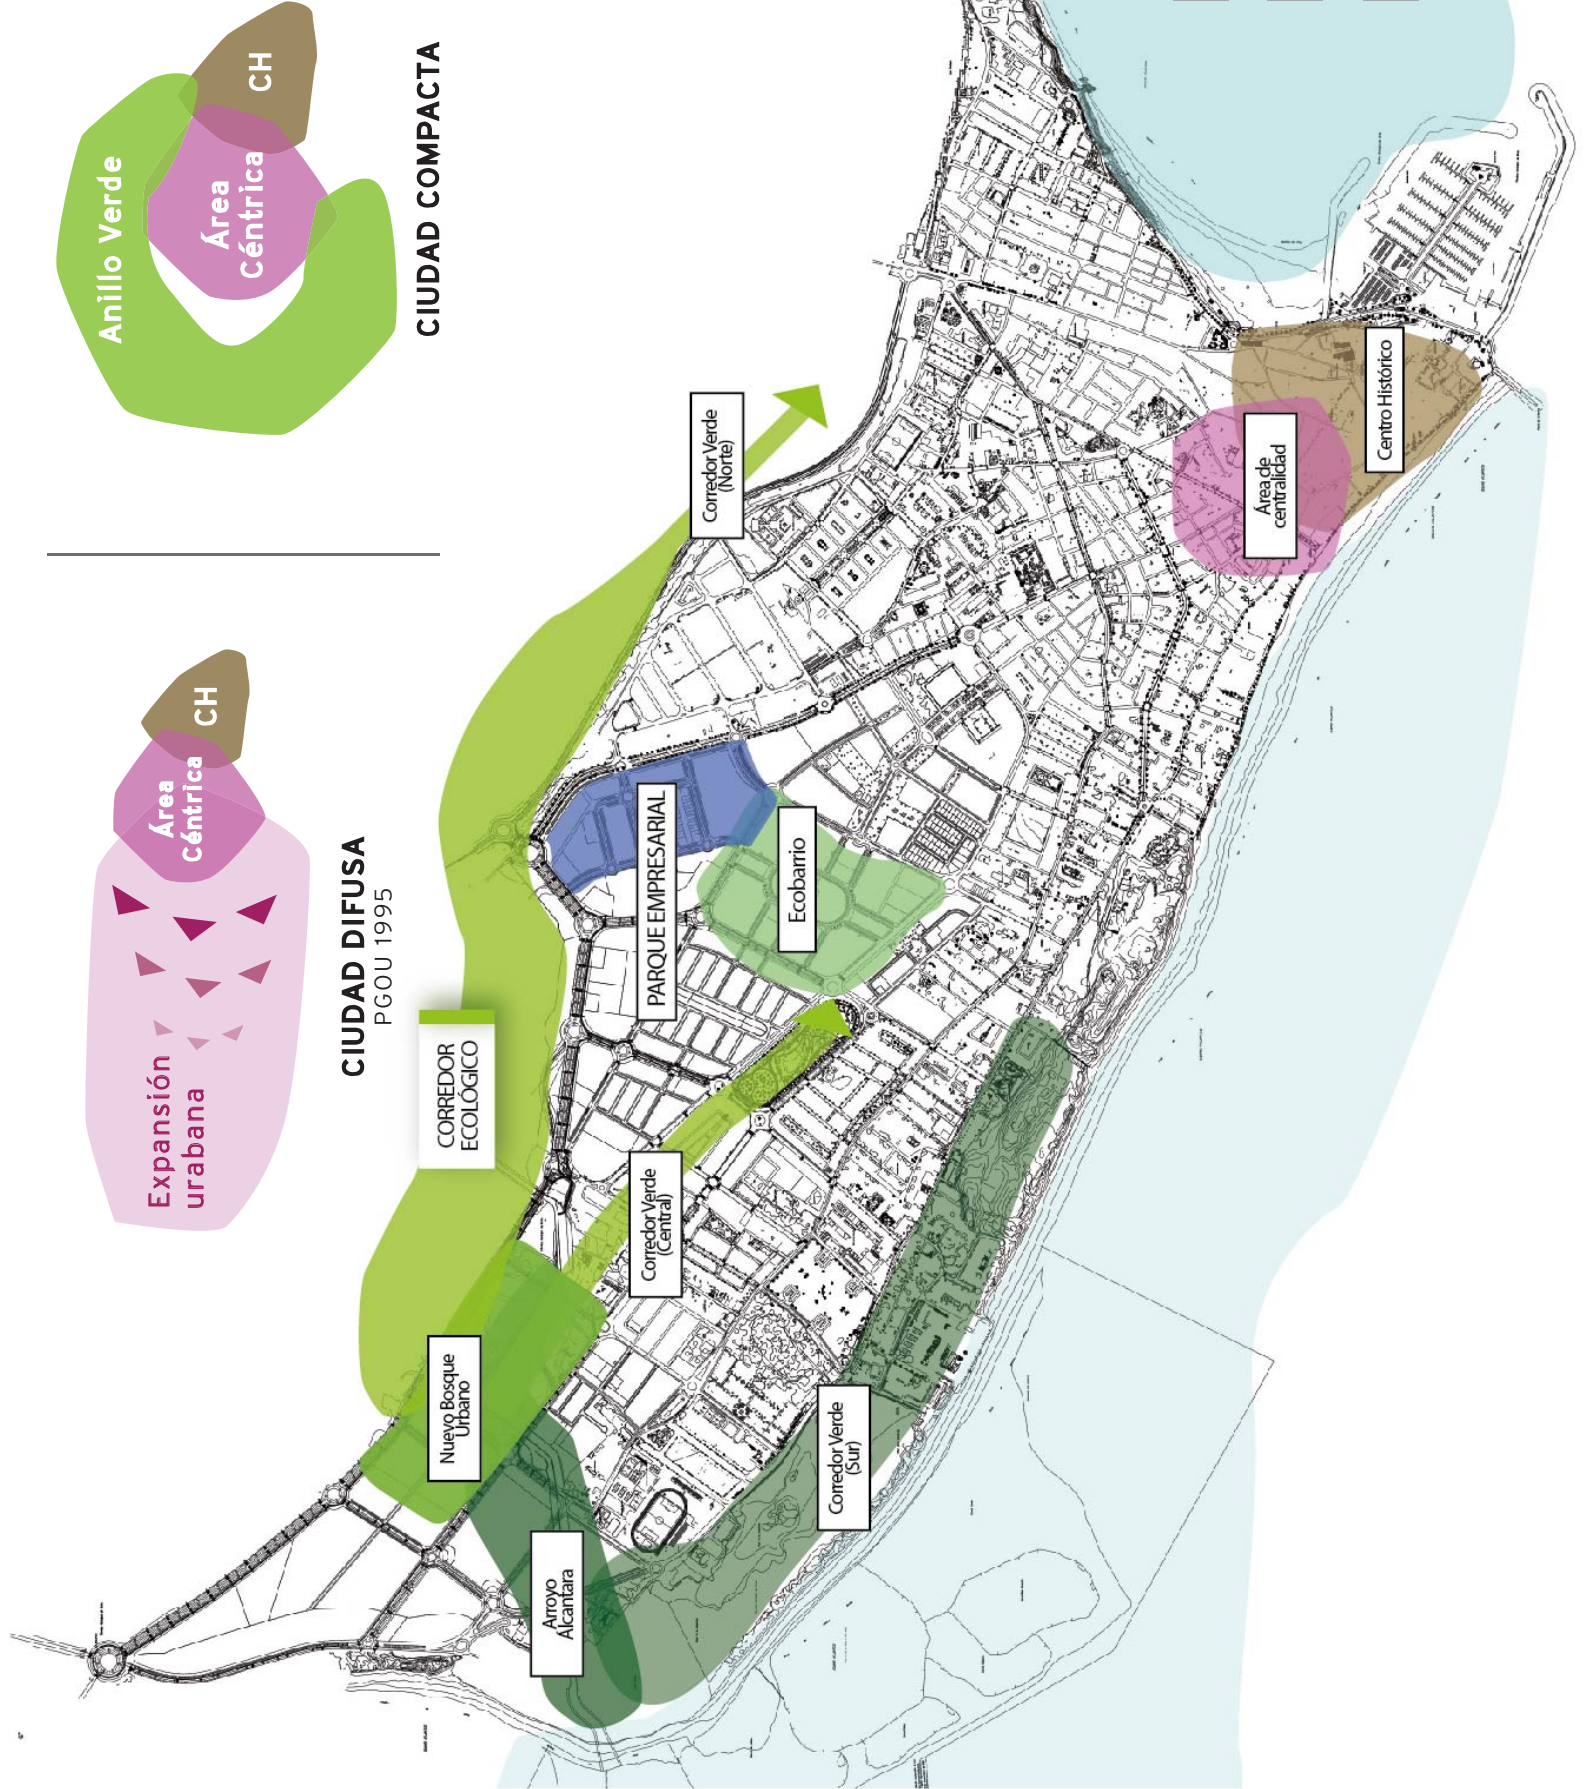 Anillo Verde
Área
Céntrica
CH
CIUDAD COMPACTA
Expansión
urabana
Área
Céntrica
CH
CIUDAD DIFUSA
PGOU 1995
CORREDOR
ECOLÓGICO
Corredor Verde
(Norte)
PARQUE EMPRESARIAL
Ecobarrio
Corredor Verde
(Central)
Nuevo Bosque
Urbano
Arroyo
Alcantara
Corredor Verde
(Sur)
Área de
centralidad
Centro Histórico